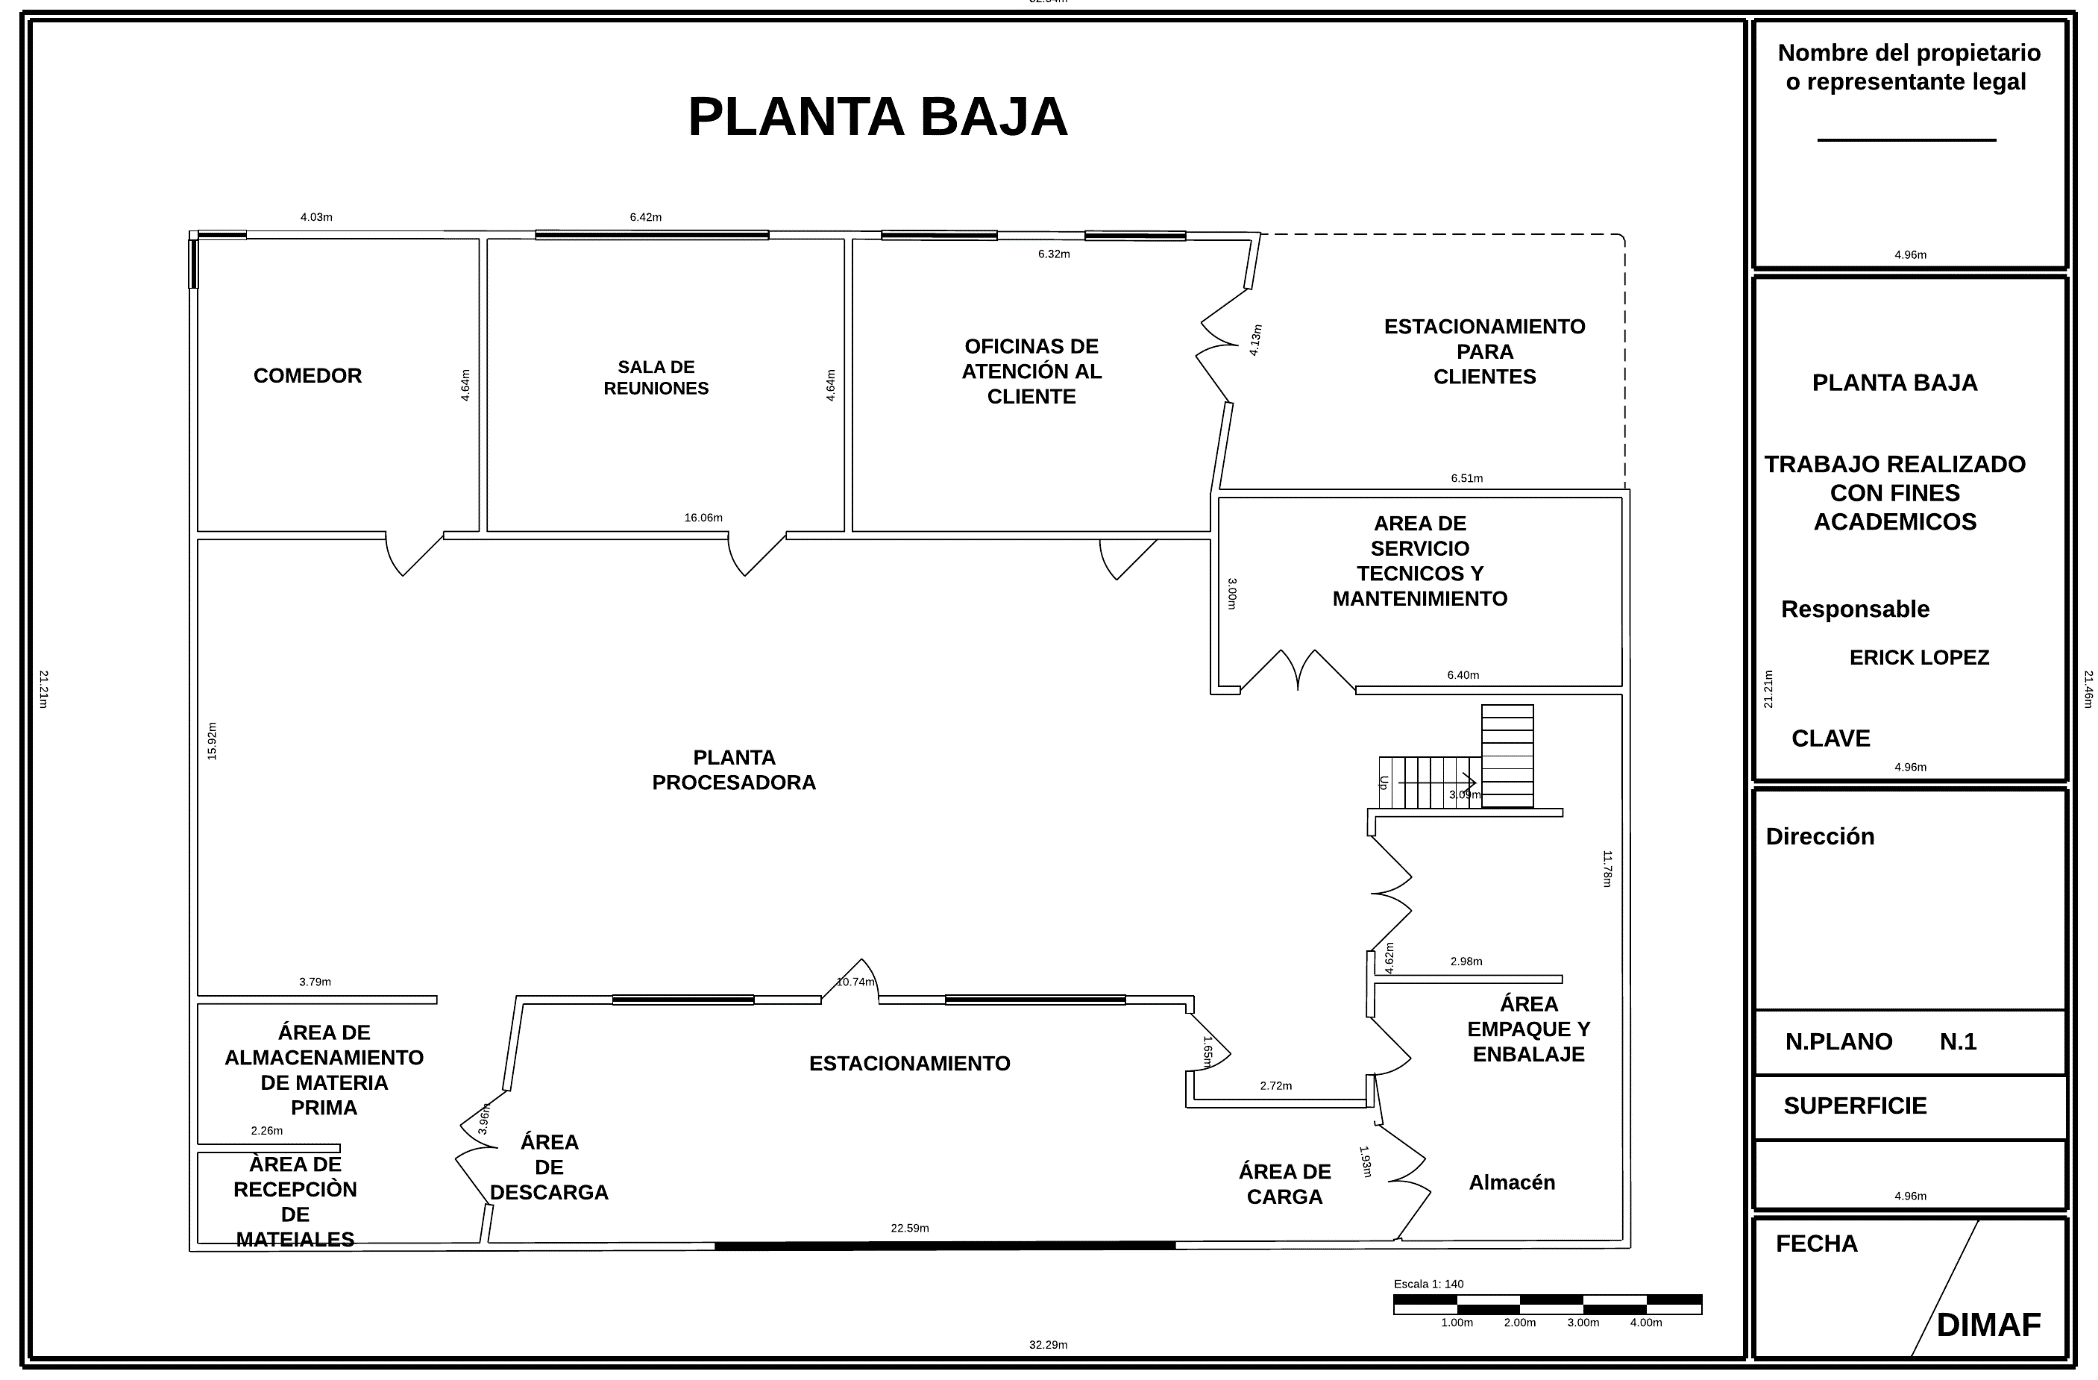 PLANTA BAJA
4.03m
6.42m
6.32m
COMEDOR
4.64m
SALA DE
REUNIONES
4.64m
OFICINAS DE
ATENCIÓN AL
CLIENTE
4.13m
ESTACIONAMIENTO
PARA
CLIENTES
6.51m
16.06m
AREA DE
SERVICIO
TECNICOS Y
MANTENIMIENTO
3.00m
6.40m
21.21m
15.92m
PLANTA
PROCESADORA
Up
3.09m
11.78m
4.62m
2.98m
3.79m
10.74m
ÁREA DE
ALMACENAMIENTO
DE MATERIA
PRIMA
2.26m
ÀREA DE
RECEPCIÒN
DE
MATEIALES
3.96m
ÁREA
DE
DESCARGA
ESTACIONAMIENTO
1.65m
2.72m
ÁREA
EMPAQUE Y
ENBALAJE
ÁREA DE
CARGA
1.93m
Almacén
22.59m
Escala 1: 140
1.00m 2.00m 3.00m 4.00m
32.29m
Nombre del propietario
o representante legal
4.96m
PLANTA BAJA
TRABAJO REALIZADO
CON FINES
ACADEMICOS
Responsable
ERICK LOPEZ
21.21m
21.46m
CLAVE
4.96m
Dirección
N.PLANO N.1
SUPERFICIE
4.96m
FECHA
DIMAF